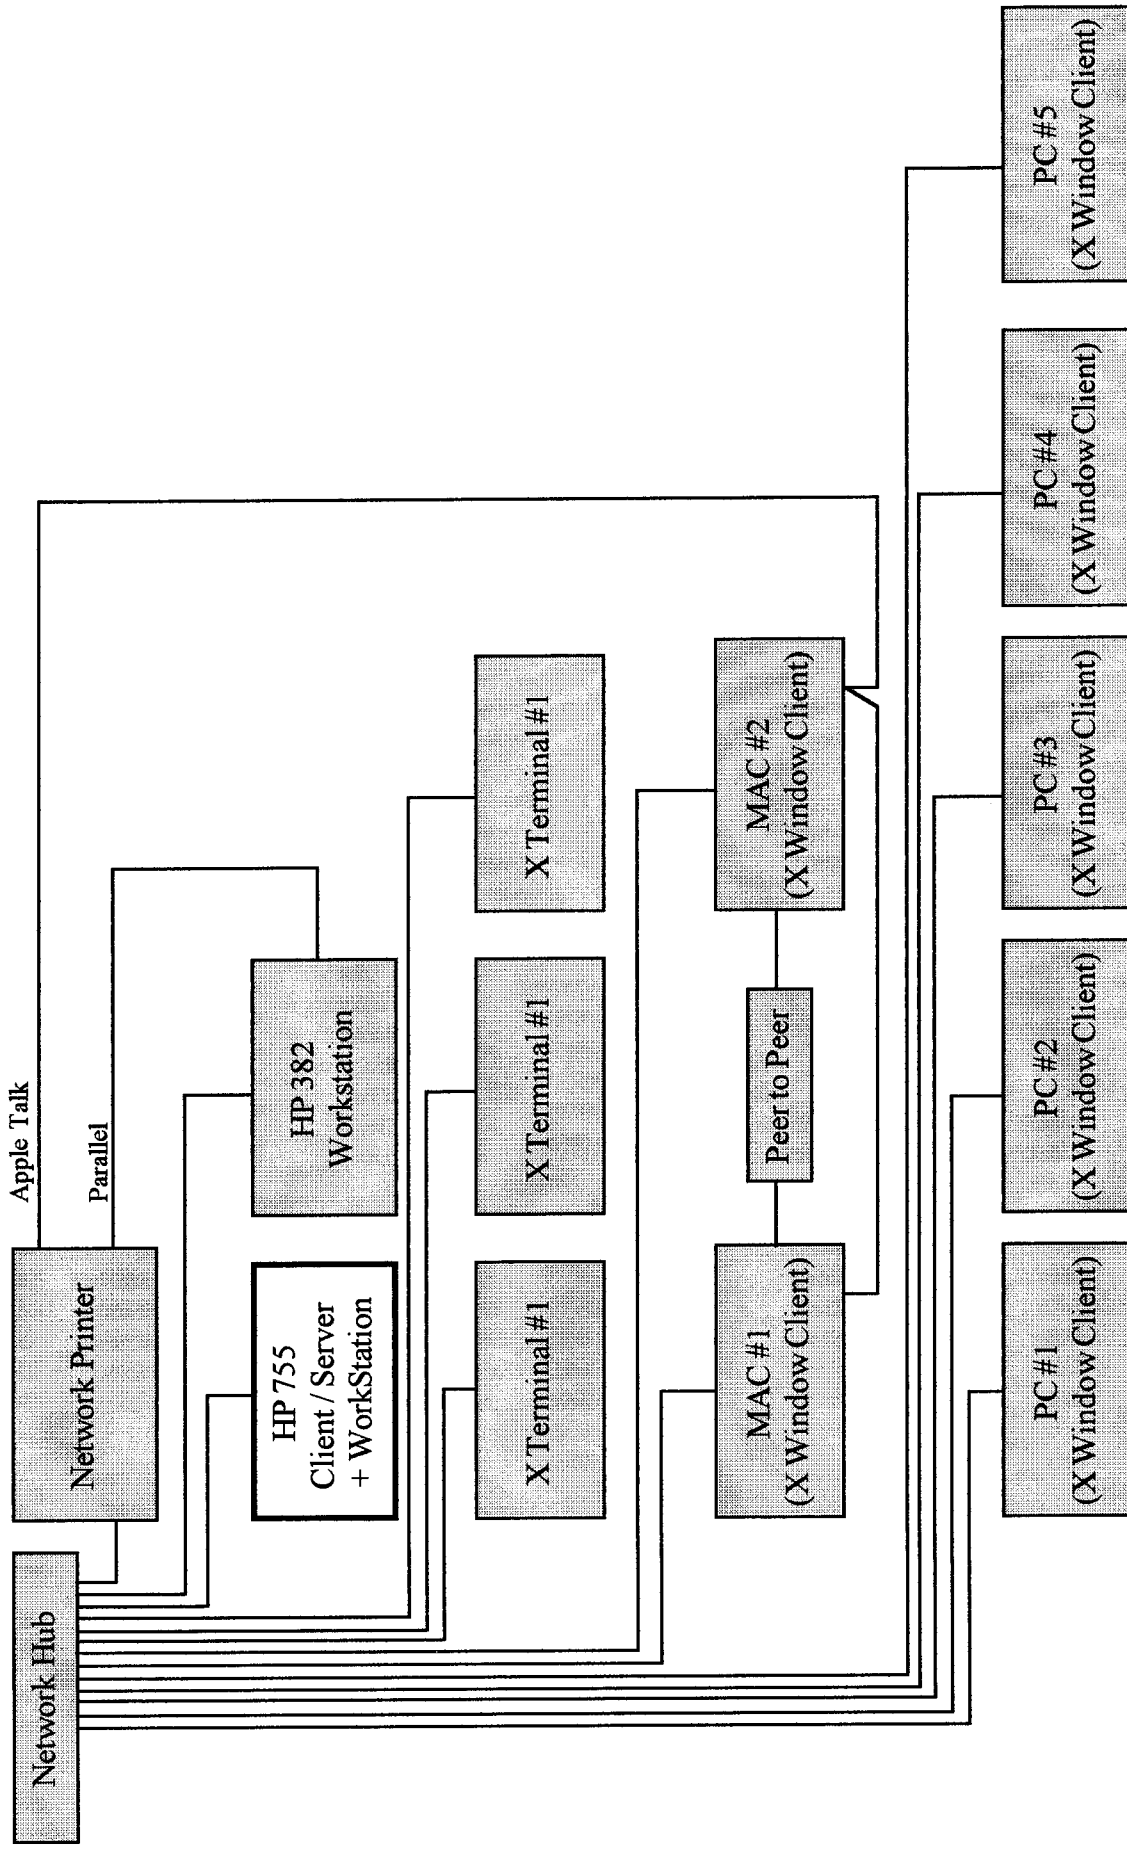 Network Hub
Network Printer
Apple Talk
Parallel
HP 755
Client / Server
+ WorkStation
HP 382
Workstation
X Terminal #1
X Terminal #1
X Terminal #1
MAC #1
(X Window Client)
Peer to Peer
MAC #2
(X Window Client)
PC #1
(X Window Client)
PC #2
(X Window Client)
PC #3
(X Window Client)
PC #4
(X Window Client)
PC #5
(X Window Client)